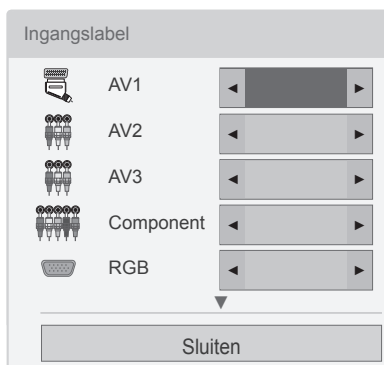 Ingangslabel
AV1
AV2
AV3
Component
RGB
Sluiten